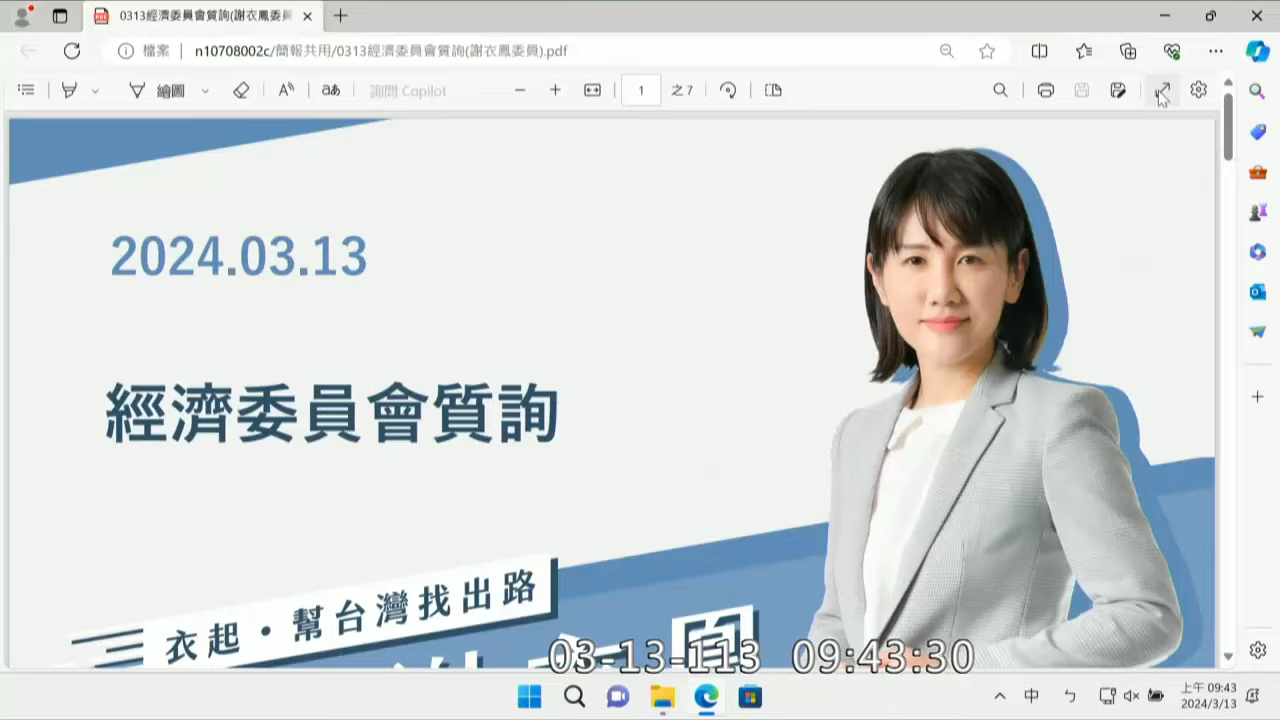 0313經濟委員會質詢(謝衣鳳委員
檔案 n10708002c/簡報共用/0313經濟委員會質詢(謝衣鳳委員).pdf
繪圖 aあ 詢問 Copilot 1 之 7
2024.03.13
經濟委員會質詢
衣起・幫台灣找出路
03-13-113 09:43:30
中
上午 09:43
2024/3/13